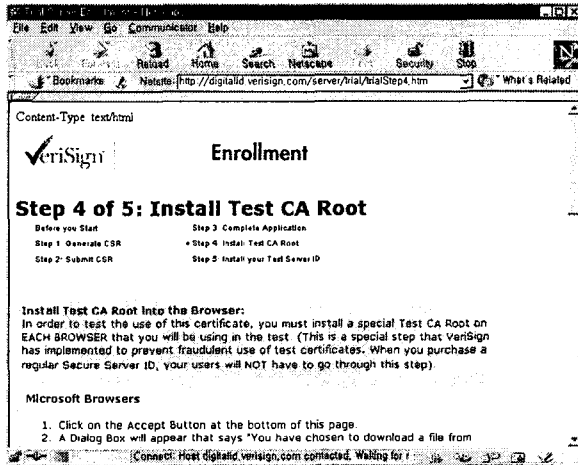 File Edit View Go Communicator Help
Reload Home Search Netscape Security Stop
Bookmarks Netsite: http://digitalid.verisign.com/server/trial/trialStep4.htm What's Related
Content-Type text/html
VeriSign Enrollment
Step 4 of 5: Install Test CA Root
Before you Start Step 3 Complete Application
Step 1 Generate CSR Step 4 Install Test CA Root
Step 2 Submit CSR Step 5 Install your Test Server ID
Install Test CA Root Into the Browser:
In order to test the use of this certificate, you must install a special Test CA Root on
EACH BROWSER that you will be using in the test. (This is a special step that VeriSign
has implemented to prevent fraudulent use of test certificates. When you purchase a
regular Secure Server ID, your users will NOT have to go through this step).
Microsoft Browsers
1. Click on the Accept Button at the bottom of this page.
2. A Dialog Box will appear that says "You have chosen to download a file from
Connect: Host digitalid.verisign.com contacted, Waiting for r